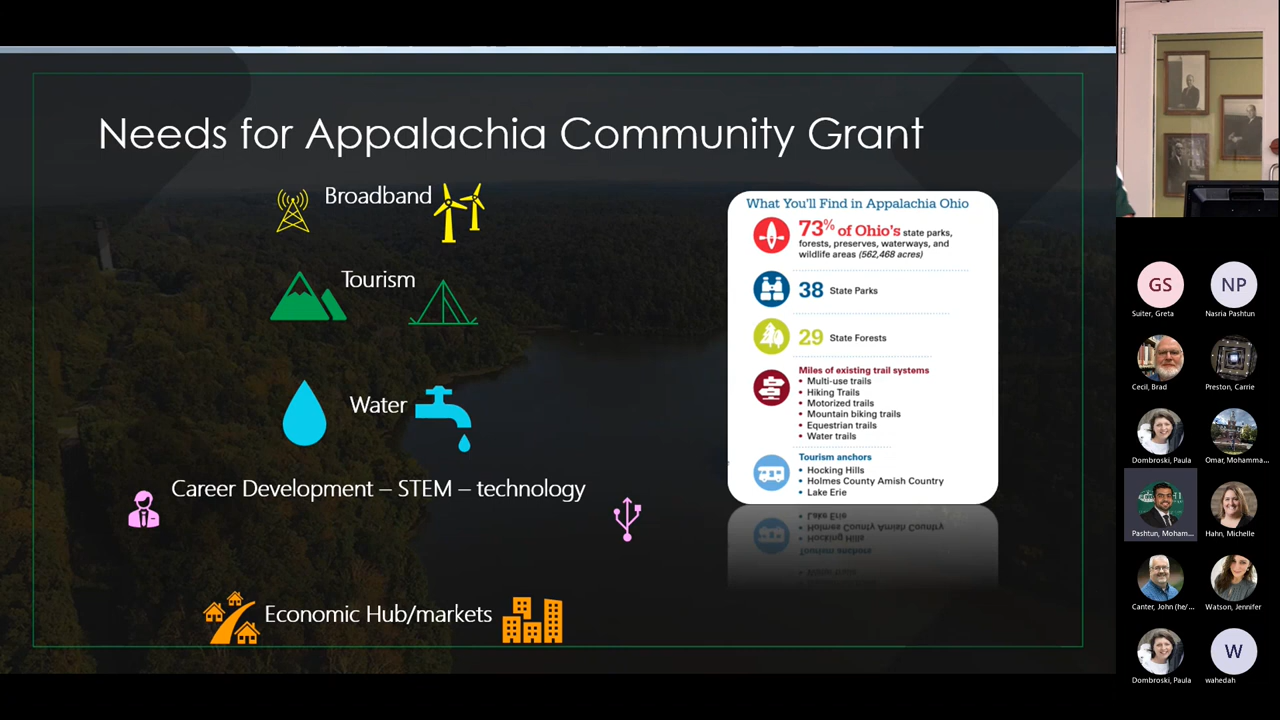 Needs for Appalachia Community Grant
Broadband
Tourism
Water
Career Development – STEM – technology
Economic Hub/markets
What You'll Find in Appalachia Ohio
73% of Ohio's state parks,
forests, preserves, waterways, and
wildlife areas (562,468 acres)
38 State Parks
29 State Forests
Miles of existing trail systems
• Multi-use trails
• Hiking Trails
• Motorized trails
• Mountain biking trails
• Equestrian trails
• Water trails
Tourism anchors
• Hocking Hills
• Holmes County Amish Country
• Lake Erie
GS
Suiter, Greta
NP
Nasria Pashtun
Cecil, Brad
Preston, Carrie
Dombroski, Paula
Omar, Mohamma...
Pashtun, Moham...
Hahn, Michelle
Canter, John (he/...
Watson, Jennifer
Dombroski, Paula
W
wahedah